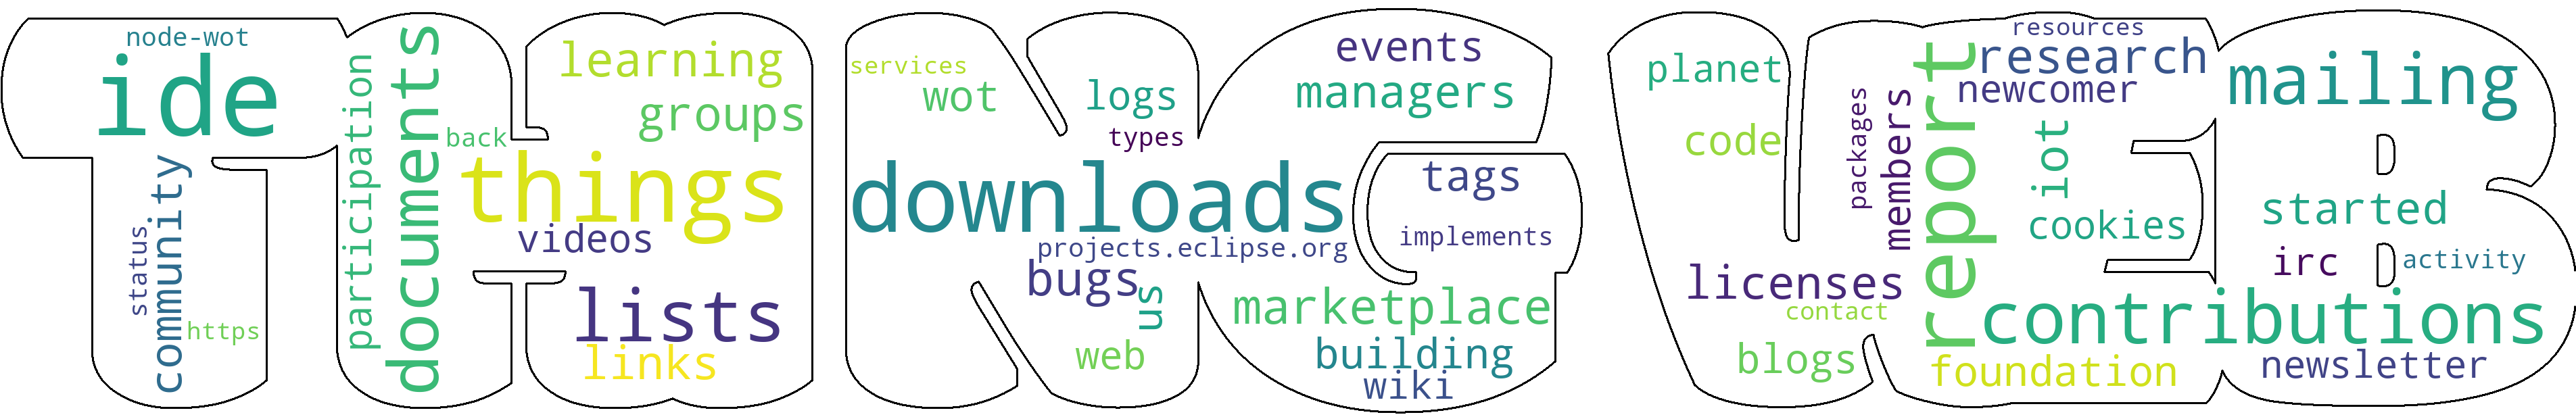 node-wot
ide
community
status
https
participation
documents
back
learning
groups
things
videos
lists
links
services
wot
logs
types
downloads
projects.eclipse.org
bugs
us
web
events
managers
tags
implements
marketplace
building
wiki
planet
code
packages
members
licenses
contact
blogs
report
resources
research
newcomer
iot
cookies
contributions
foundation
mailing
started
irc
activity
newsletter